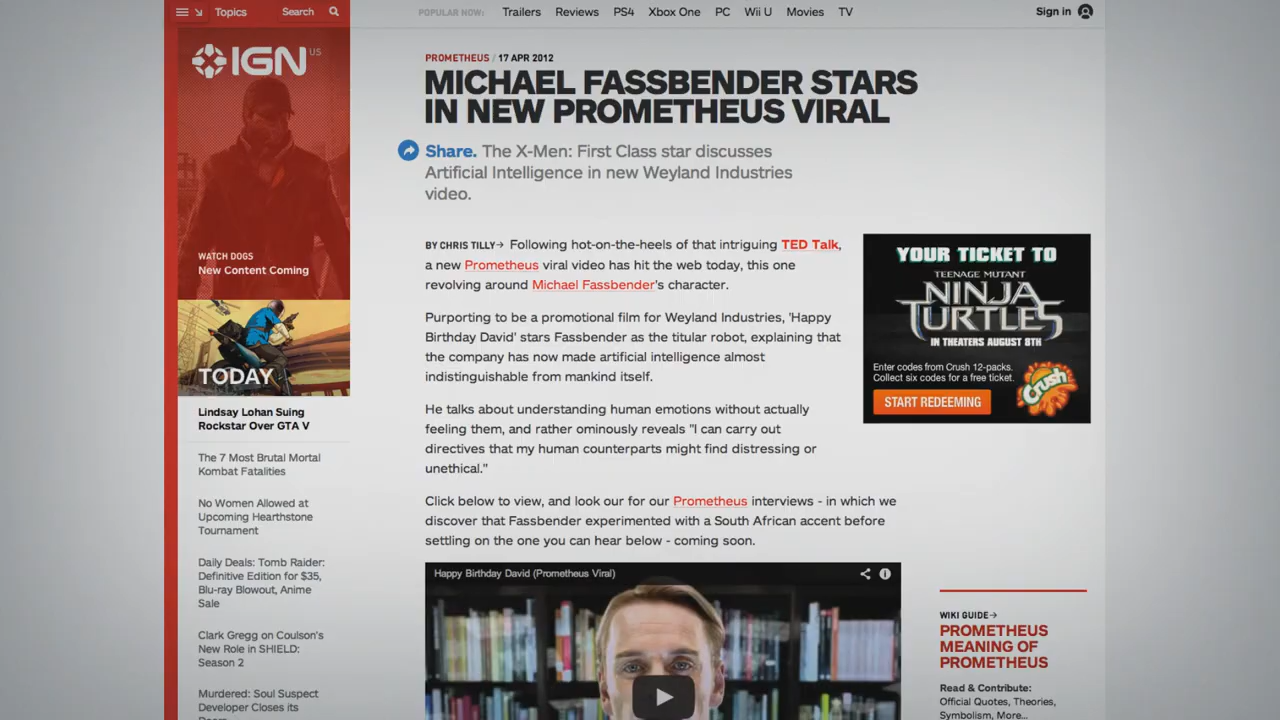 Topics
Search
POPULAR NOW:
Trailers
Reviews
PS4
Xbox One
PC
Wii U
Movies
TV
Sign in
IGN US
WATCH DOGS
New Content Coming
TODAY
Lindsay Lohan Suing
Rockstar Over GTA V
The 7 Most Brutal Mortal
Kombat Fatalities
No Women Allowed at
Upcoming Hearthstone
Tournament
Daily Deals: Tomb Raider:
Definitive Edition for $35,
Blu-ray Blowout, Anime
Sale
Clark Gregg on Coulson's
New Role in SHIELD:
Season 2
Murdered: Soul Suspect
Developer Closes its
PROMETHEUS / 17 APR 2012
MICHAEL FASSBENDER STARS
IN NEW PROMETHEUS VIRAL
Share. The X-Men: First Class star discusses
Artificial Intelligence in new Weyland Industries
video.
BY CHRIS TILLY Following hot-on-the-heels of that intriguing TED Talk,
a new Prometheus viral video has hit the web today, this one
revolving around Michael Fassbender's character.
Purporting to be a promotional film for Weyland Industries, 'Happy
Birthday David' stars Fassbender as the titular robot, explaining that
the company has now made artificial intelligence almost
indistinguishable from mankind itself.
He talks about understanding human emotions without actually
feeling them, and rather ominously reveals "I can carry out
directives that my human counterparts might find distressing or
unethical."
Click below to view, and look our for our Prometheus interviews - in which we
discover that Fassbender experimented with a South African accent before
settling on the one you can hear below - coming soon.
Happy Birthday David (Prometheus Viral)
YOUR TICKET TO
TEENAGE MUTANT
NINJA
TURTLES
IN THEATERS AUGUST 8TH
Enter codes from Crush 12-packs.
Collect six codes for a free ticket.
START REDEEMING
Crush
WIKI GUIDE
PROMETHEUS
MEANING OF
PROMETHEUS
Read & Contribute:
Official Quotes, Theories,
Symbolism, More...